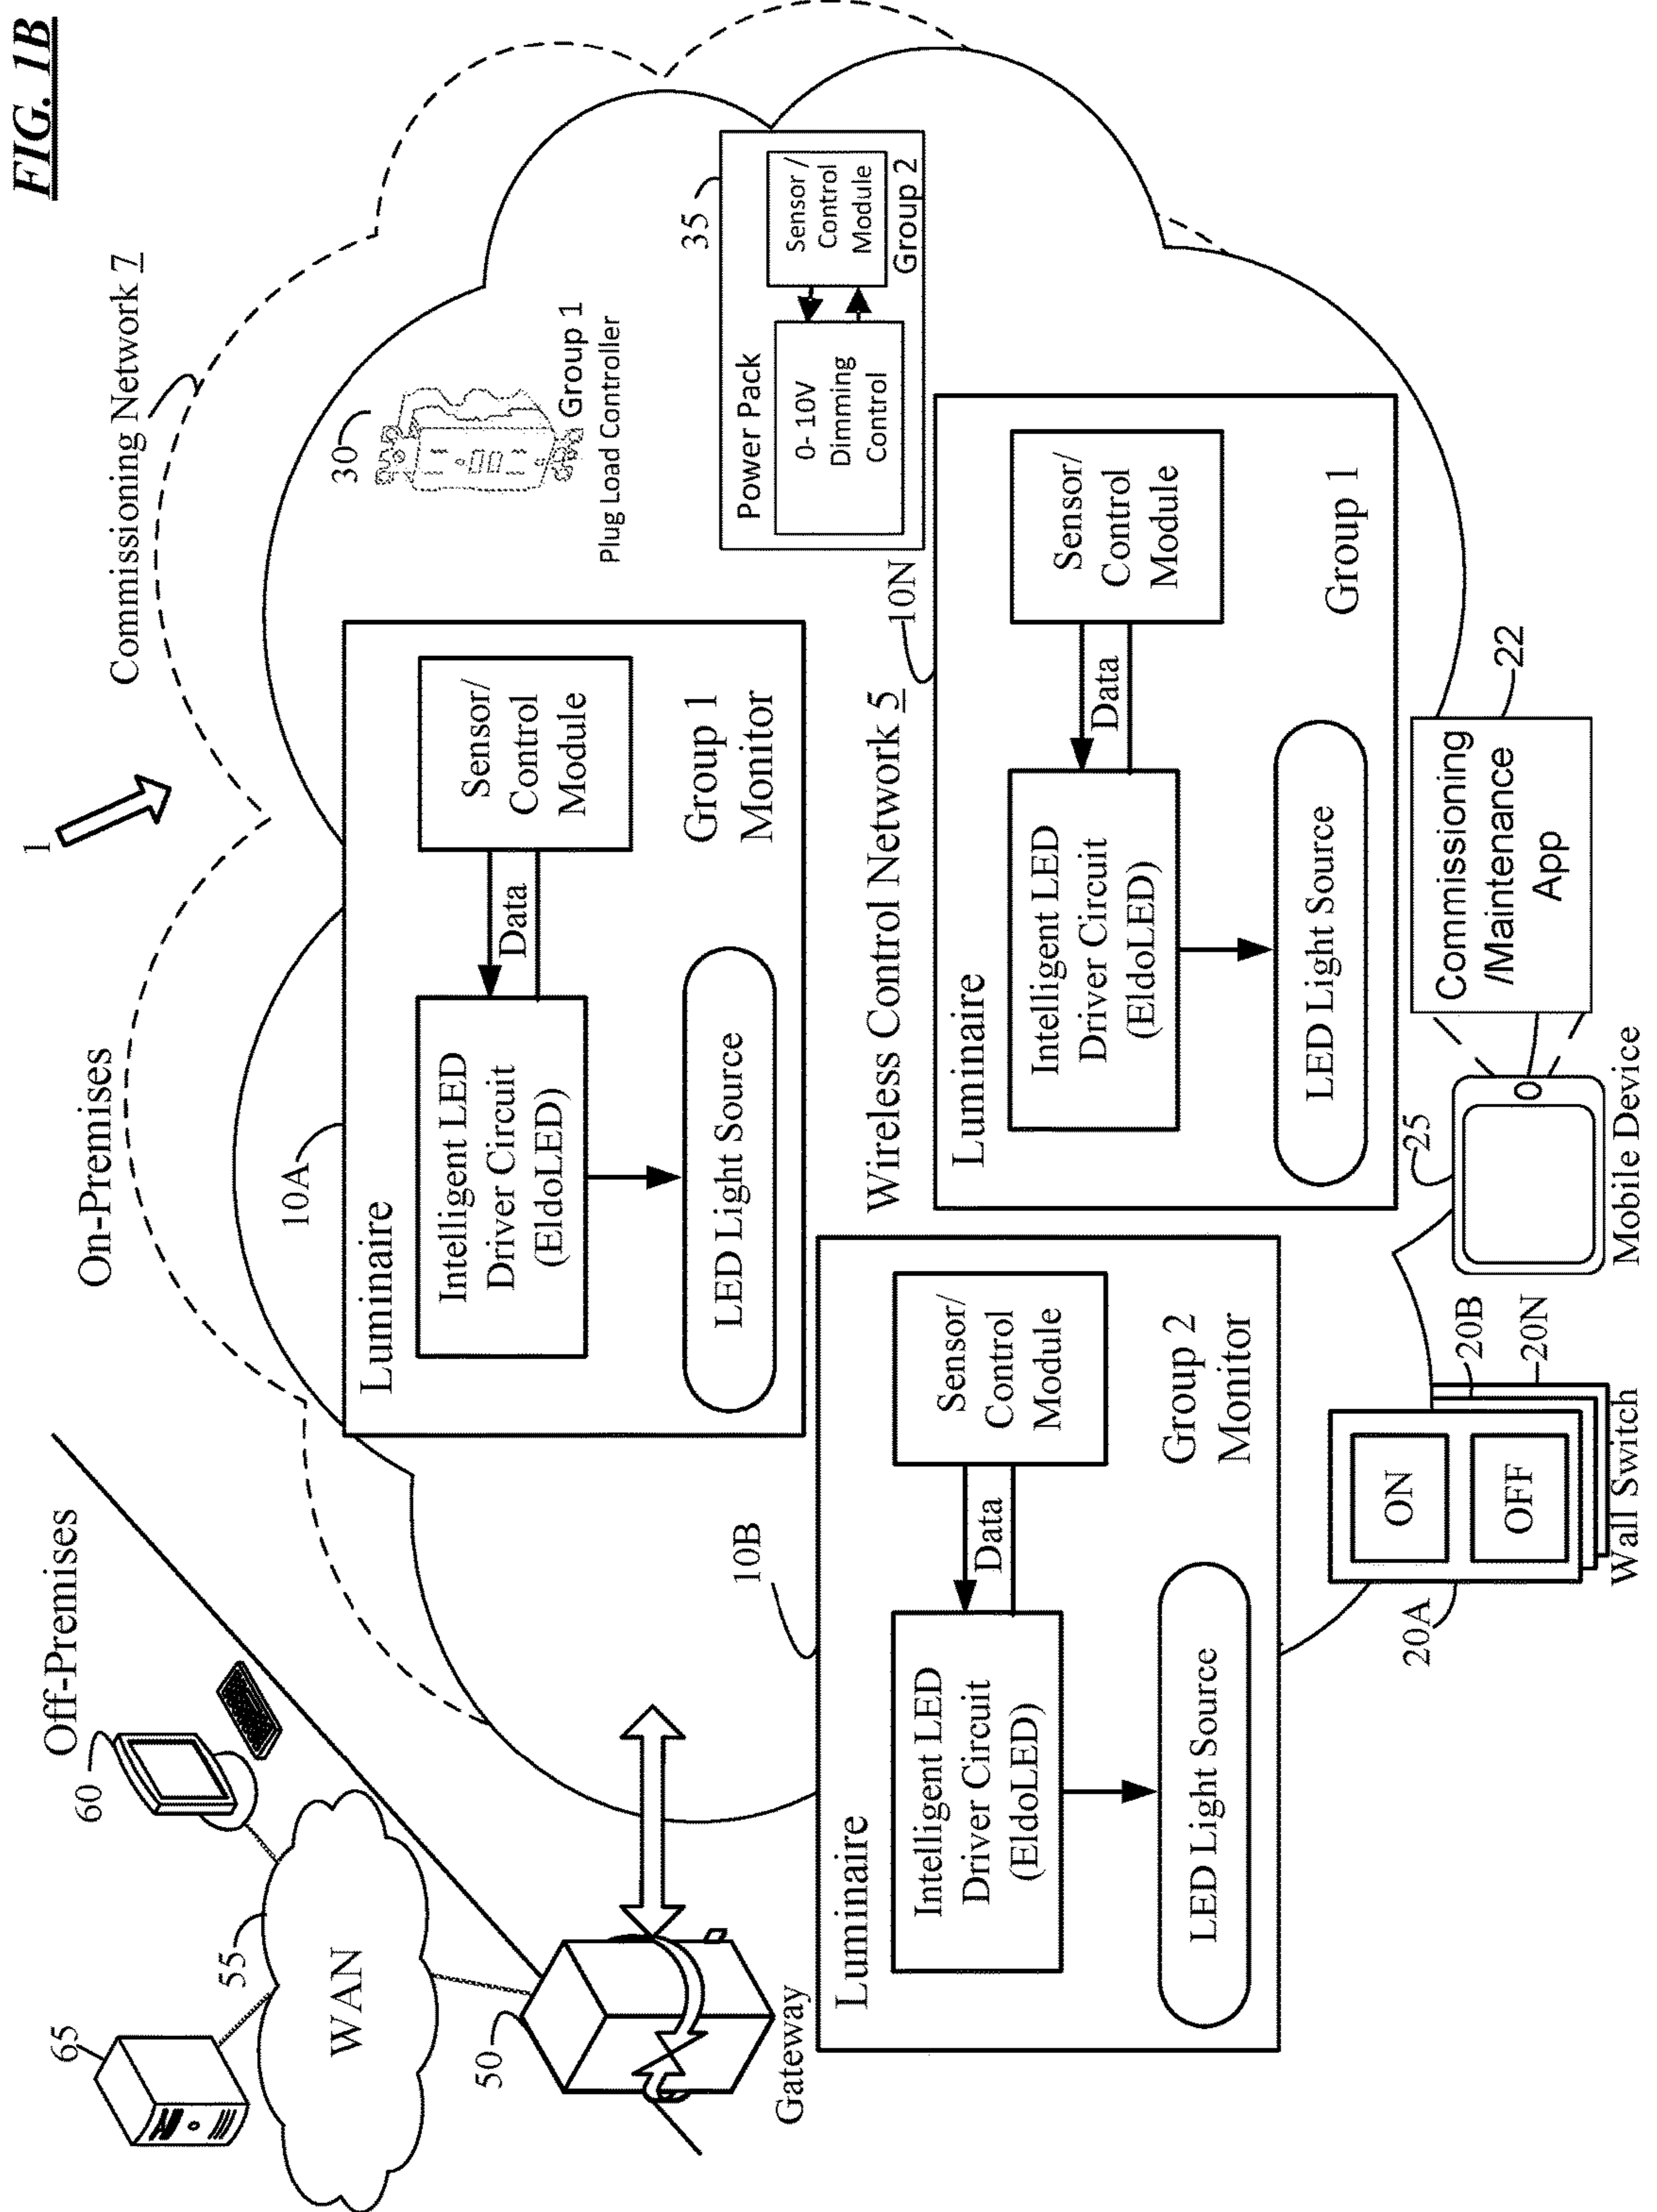 FIG. 1B
1
Off-Premises
On-Premises
Commissioning Network 7
65
60
55
WAN
50
Gateway
10A
Luminaire
Intelligent LED
Driver Circuit
(EldoLED)
Data
Sensor/
Control
Module
LED Light Source
Group 1
Monitor
30
Group 1
Plug Load Controller
35
Power Pack
0- 10V
Dimming
Control
Sensor /
Control
Module
Group 2
Wireless Control Network 5
10B
Luminaire
Intelligent LED
Driver Circuit
(EldoLED)
Data
Sensor/
Control
Module
LED Light Source
Group 2
Monitor
10N
Luminaire
Intelligent LED
Driver Circuit
(EldoLED)
Data
Sensor/
Control
Module
LED Light Source
Group 1
20A
ON
OFF
20B
20N
Wall Switch
25
Mobile Device
Commissioning
/Maintenance
App
22